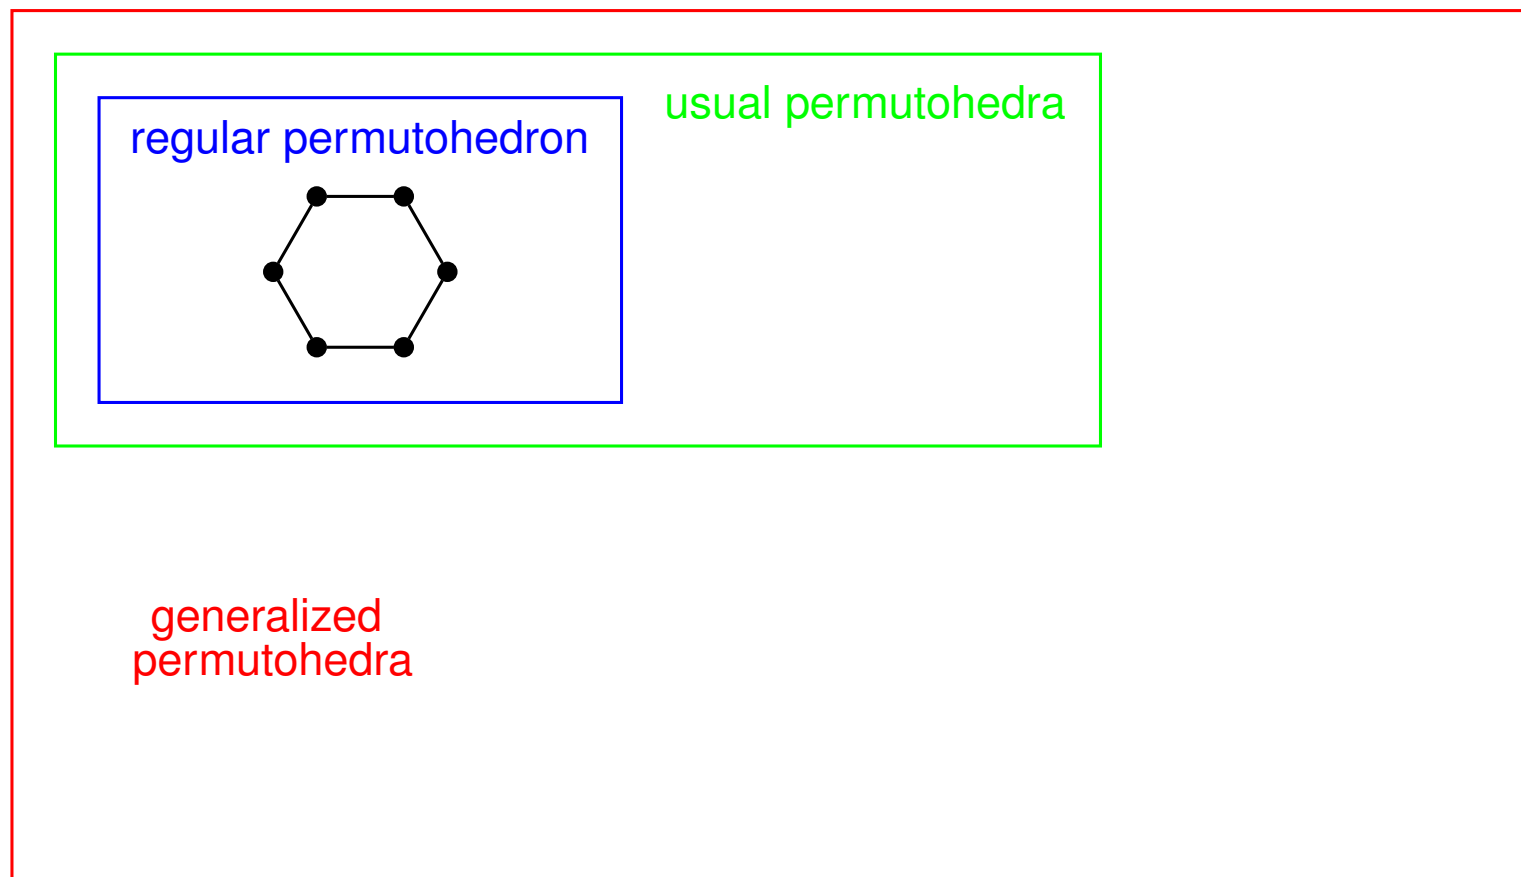 usual permutohedra
regular permutohedron
generalized
permutohedra